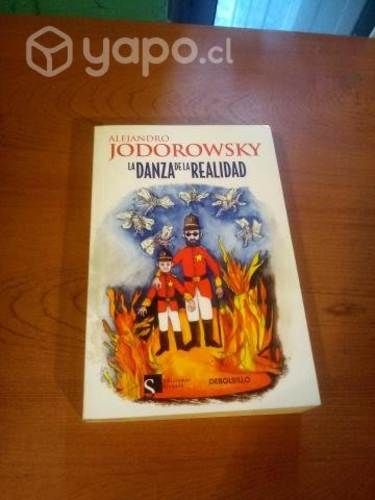 yapo.cl
ALEJANDRO
JODOROWSKY
LA DANZA DE LA REALIDAD
S
DEBOLSILLO